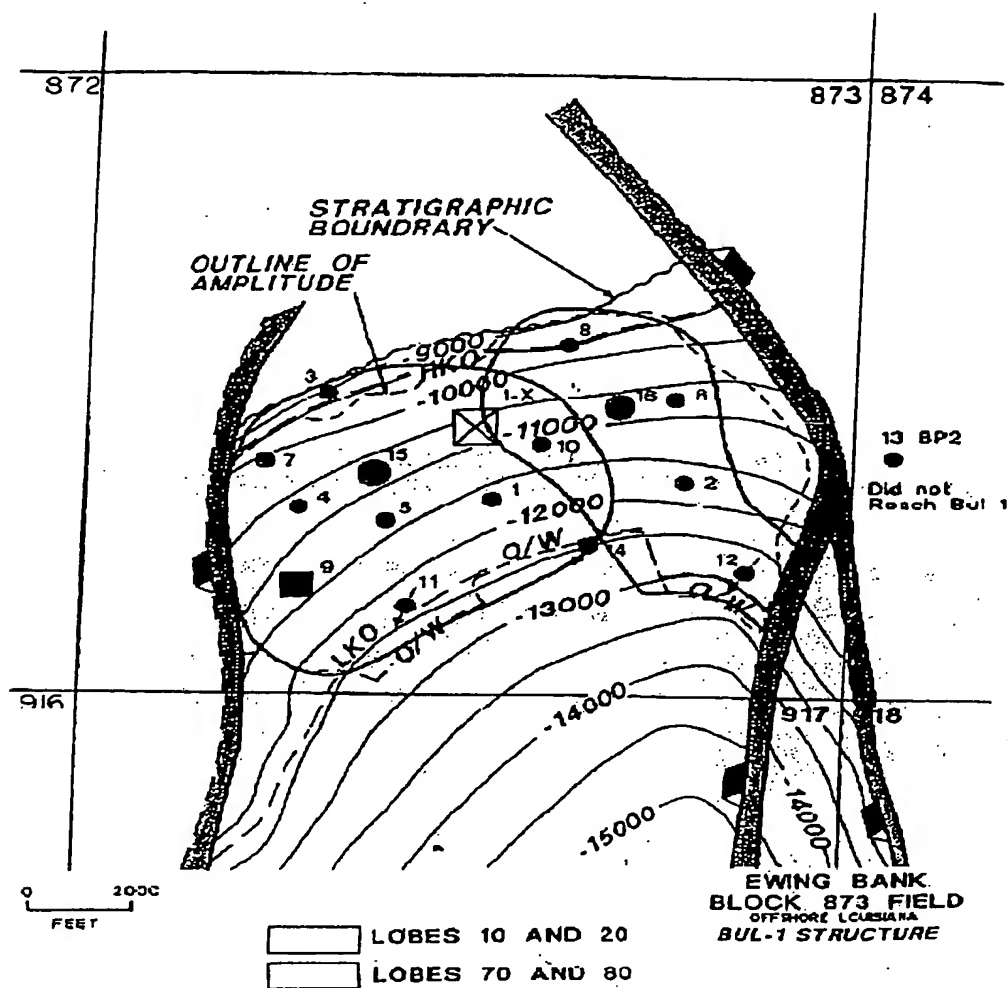 872
873
874
STRATIGRAPHIC
BOUNDRARY
OUTLINE OF
AMPLITUDE
-9000
HKO
8
3
-10000
1-X
-11000
16
13 BP2
Did not
Reach Bul 1
7
15
10
4
5
1
2
-12000
O/W
14
12
9
11
-13000
O/W
LKO
O/W
916
-14000
917
918
-15000
-14000
0
FEET
EWING BANK
BLOCK 873 FIELD
OFFSHORE LOUISIANA
BUL-1 STRUCTURE
LOBES 10 AND 20
LOBES 70 AND 80